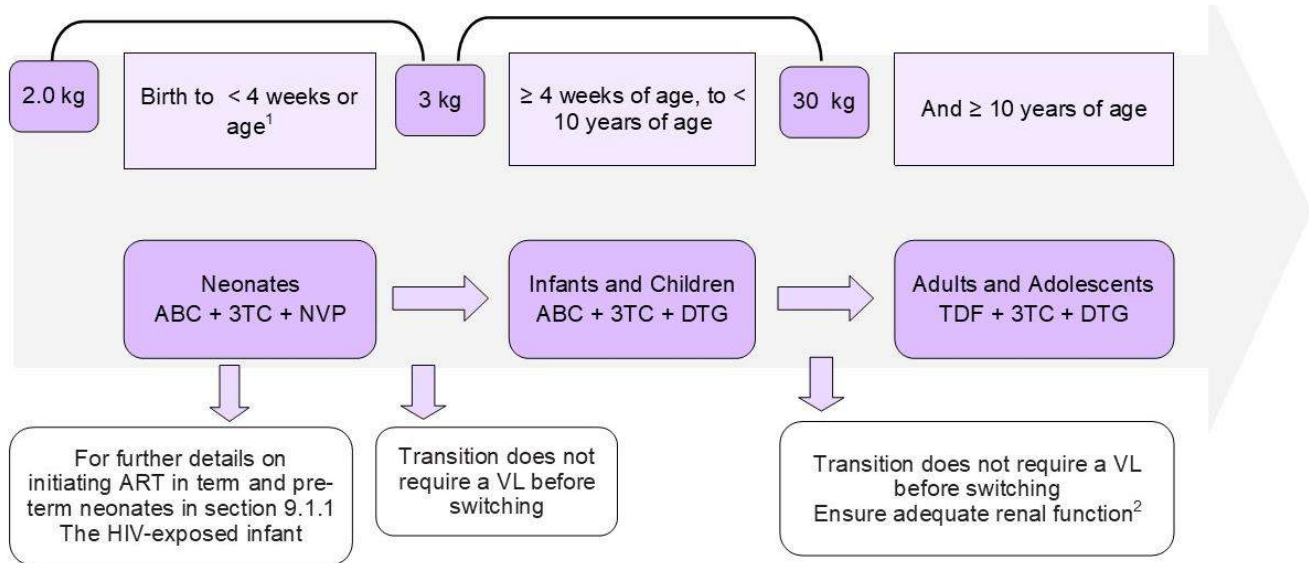 2.0 kg
Birth to < 4 weeks or
age¹
3 kg
≥ 4 weeks of age, to <
10 years of age
30 kg
And ≥ 10 years of age
Neonates
ABC + 3TC + NVP
Infants and Children
ABC + 3TC + DTG
Adults and Adolescents
TDF + 3TC + DTG
For further details on
initiating ART in term and pre-
term neonates in section 9.1.1
The HIV-exposed infant
Transition does not
require a VL before
switching
Transition does not require a VL
before switching
Ensure adequate renal function²